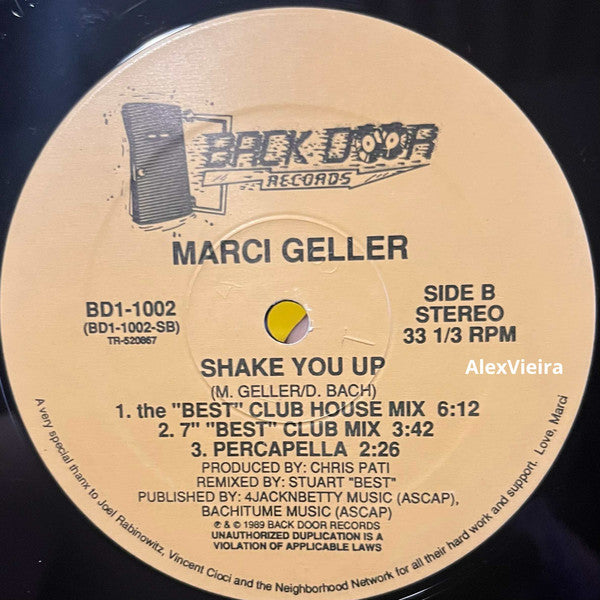 BACK DOOR
RECORDS
MARCI GELLER
BD1-1002
(BD1-1002-SB)
TR-520867
SIDE B
STEREO
33 1/3 RPM
AlexVieira
SHAKE YOU UP
(M. GELLER/D. BACH)
1. the "BEST" CLUB HOUSE MIX 6:12
2. 7" "BEST" CLUB MIX 3:42
3. PERCAPELLA 2:26
PRODUCED BY: CHRIS PATI
REMIXED BY: STUART "BEST"
PUBLISHED BY: 4JACKNBETTY MUSIC (ASCAP),
BACHITUME MUSIC (ASCAP)
℗ & © 1989 BACK DOOR RECORDS
UNAUTHORIZED DUPLICATION IS A
VIOLATION OF APPLICABLE LAWS
A very special thanx to Joel Rabinowitz, Vincent Cioci and the Neighborhood Network for all their hard work and support. Love, Marci